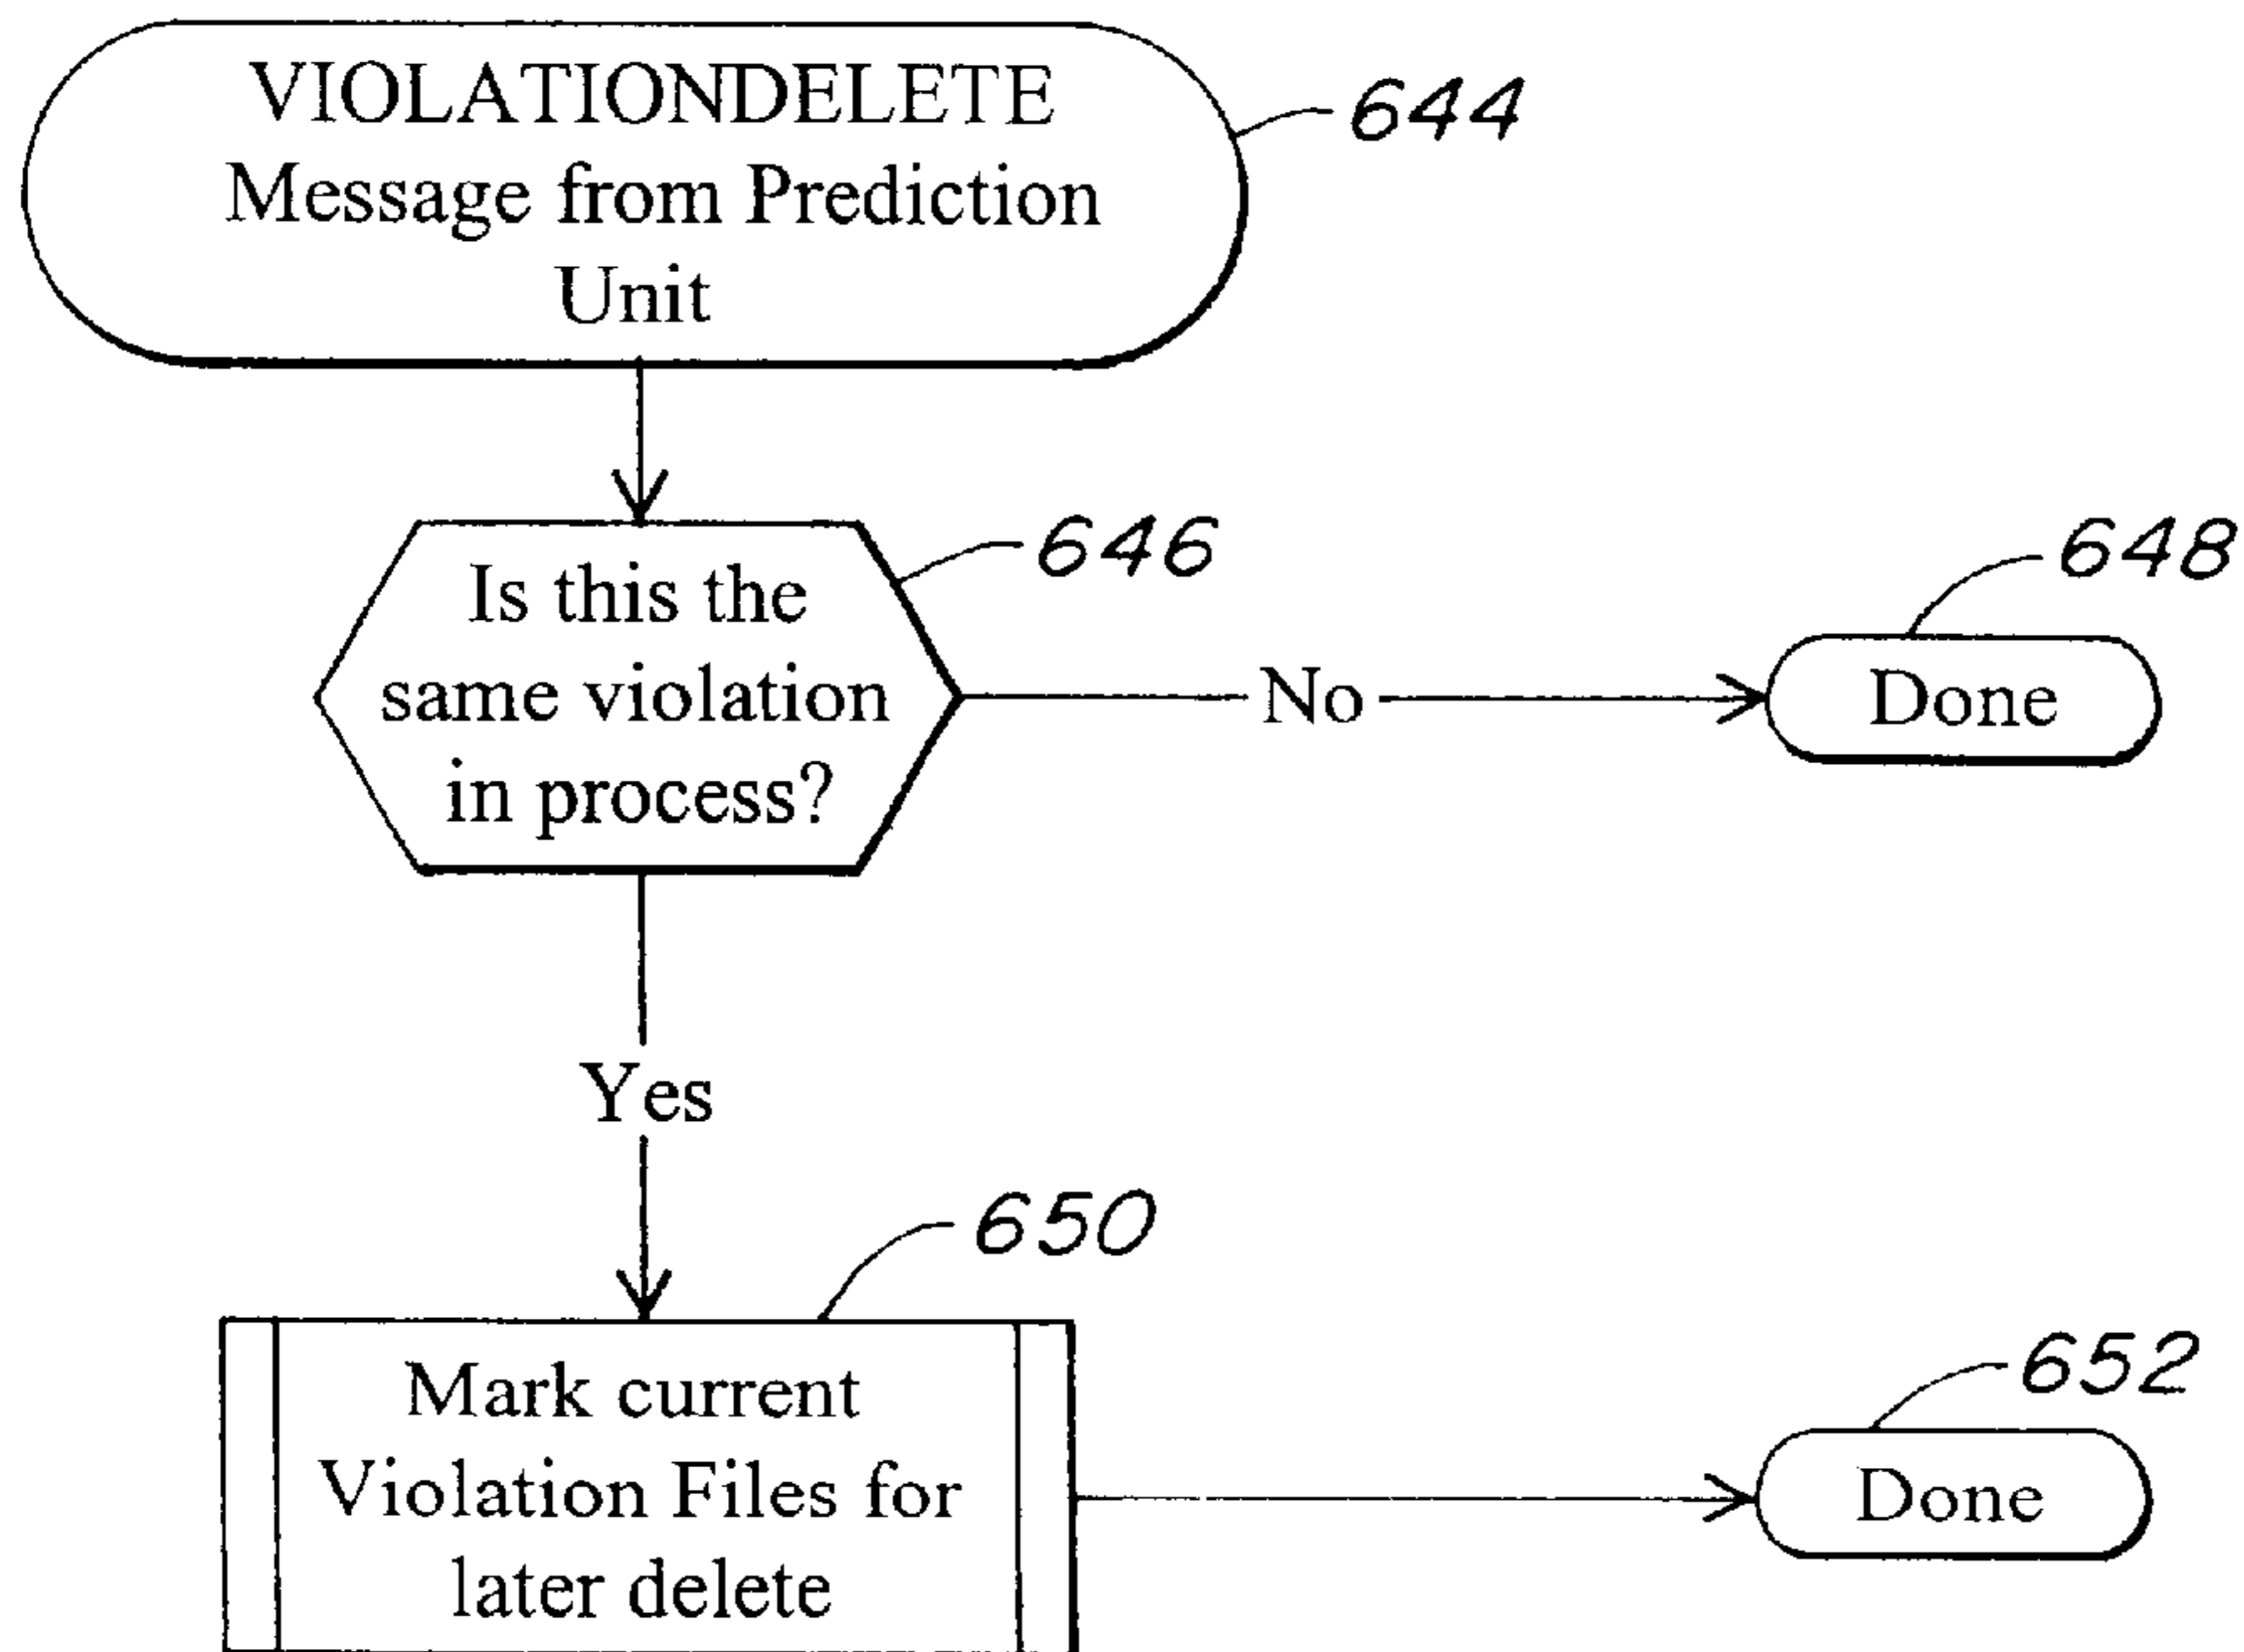 VIOLATIONDELETE
Message from Prediction
Unit
644
Is this the
same violation
in process?
646
No
648
Done
Yes
650
Mark current
Violation Files for
later delete
652
Done